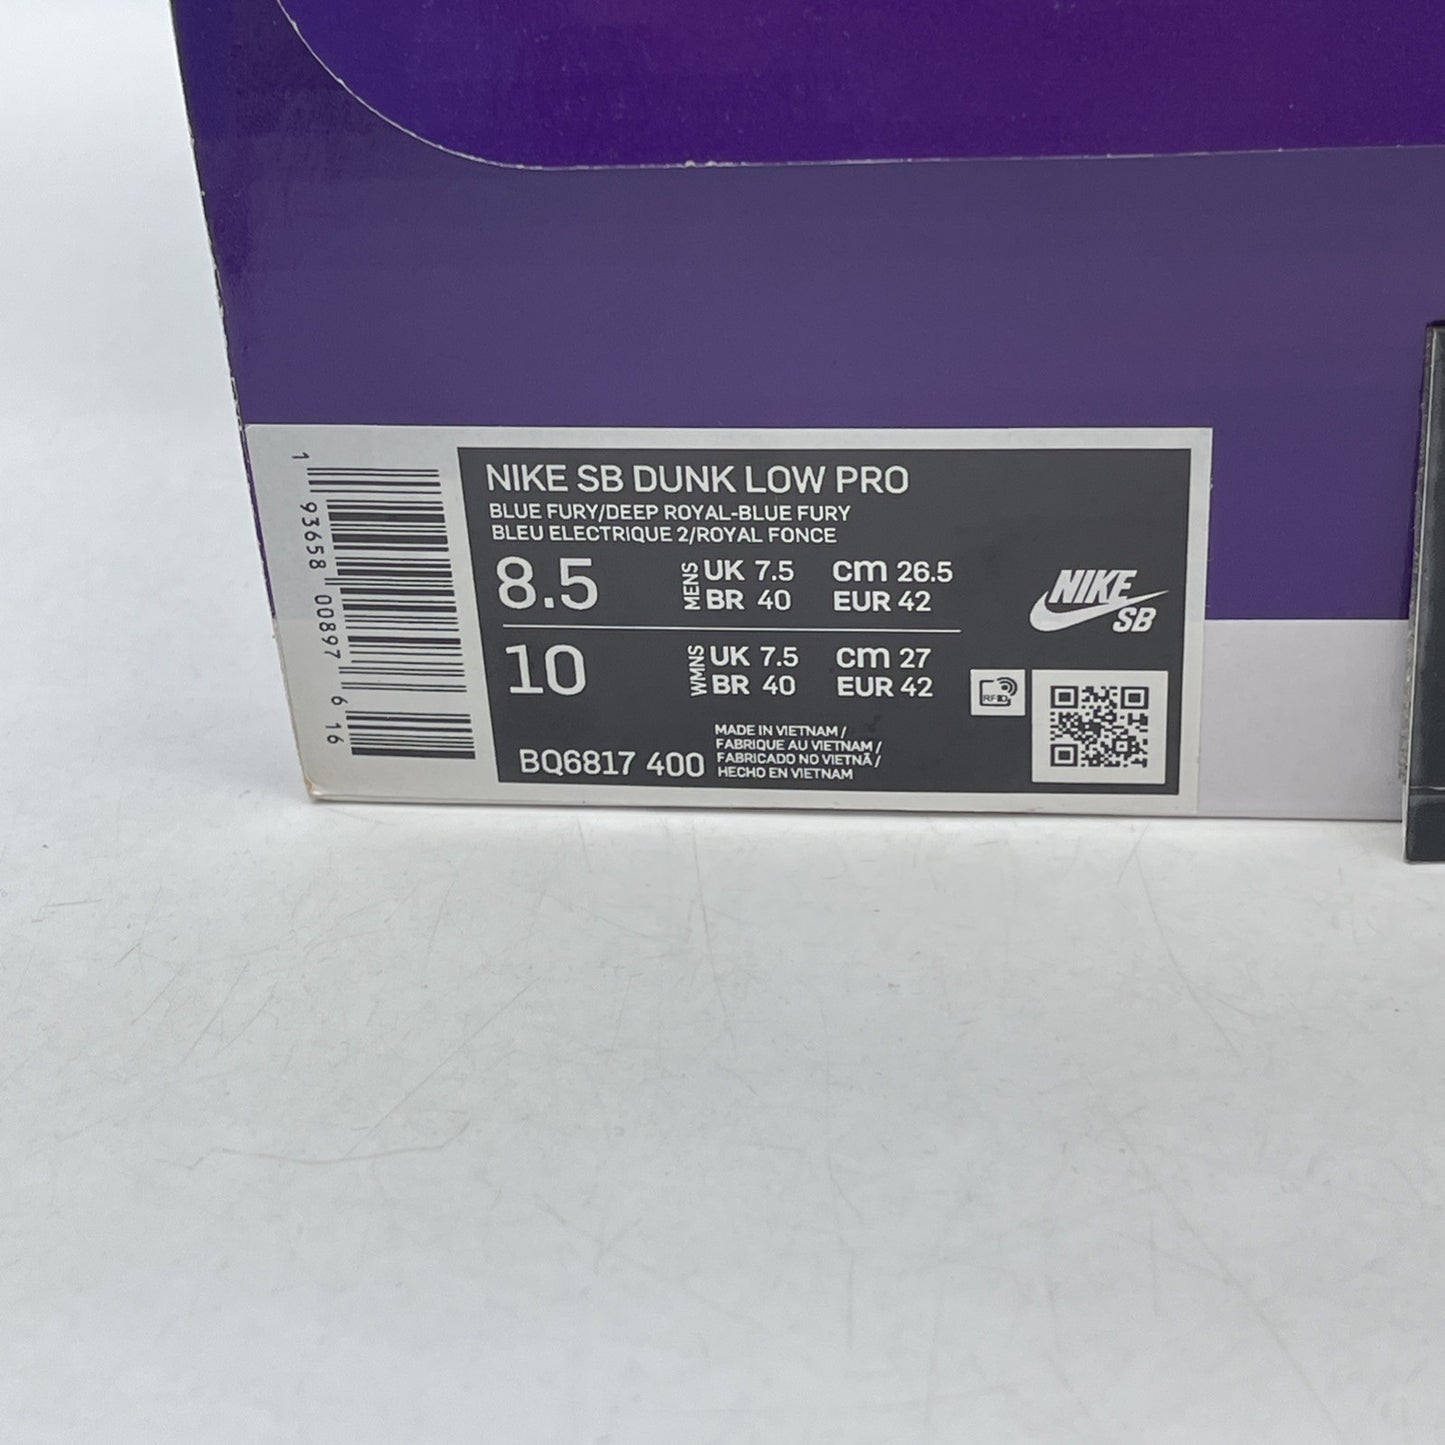 NIKE SB DUNK LOW PRO
BLUE FURY/DEEP ROYAL-BLUE FURY
BLEU ELECTRIQUE 2/ROYAL FONCE
8.5 MENS UK 7.5 cm 26.5
BR 40 EUR 42
10 WMNS UK 7.5 cm 27
BR 40 EUR 42
BQ6817 400
MADE IN VIETNAM /
FABRIQUE AU VIETNAM /
FABRICADO NO VIETNÃ /
HECHO EN VIETNAM
NIKE
SB
RFID
1 93658 00897 6 16